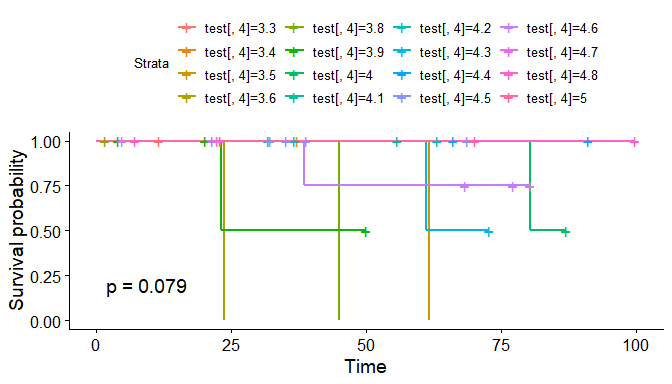 test[, 4]=3.3 test[, 4]=3.8 test[, 4]=4.2 test[, 4]=4.6
test[, 4]=3.4 test[, 4]=3.9 test[, 4]=4.3 test[, 4]=4.7
Strata
test[, 4]=3.5 test[, 4]=4 test[, 4]=4.4 test[, 4]=4.8
test[, 4]=3.6 test[, 4]=4.1 test[, 4]=4.5 test[, 4]=5
Survival probability
1.00
0.75
0.50
0.25
0.00
p = 0.079
0 25 50 75 100
Time